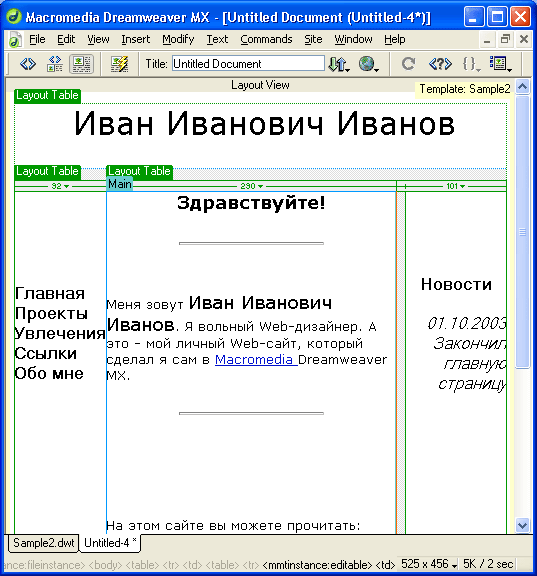 Macromedia Dreamweaver MX - [Untitled Document (Untitled-4*)]
File Edit View Insert Modify Text Commands Site Window Help
Title: Untitled Document
Layout View
Template: Sample2
Layout Table
Иван Иванович Иванов
Layout Table Layout Table
Main
92 290 101
Здравствуйте!
Главная
Проекты
Увлечения
Ссылки
Обо мне
Меня зовут Иван Иванович
Иванов. Я вольный Web-дизайнер. А
это - мой личный Web-сайт, который
сделал я сам в Macromedia Dreamweaver
MX.
Новости
01.10.2003
Закончил
главную
страницу
На этом сайте вы можете прочитать:
Sample2.dwt Untitled-4 *
ance:fileinstance> <body> <table> <tr> <td> <table> <tr> <mmtinstance:editable> <td> 525 x 456 5K / 2 sec